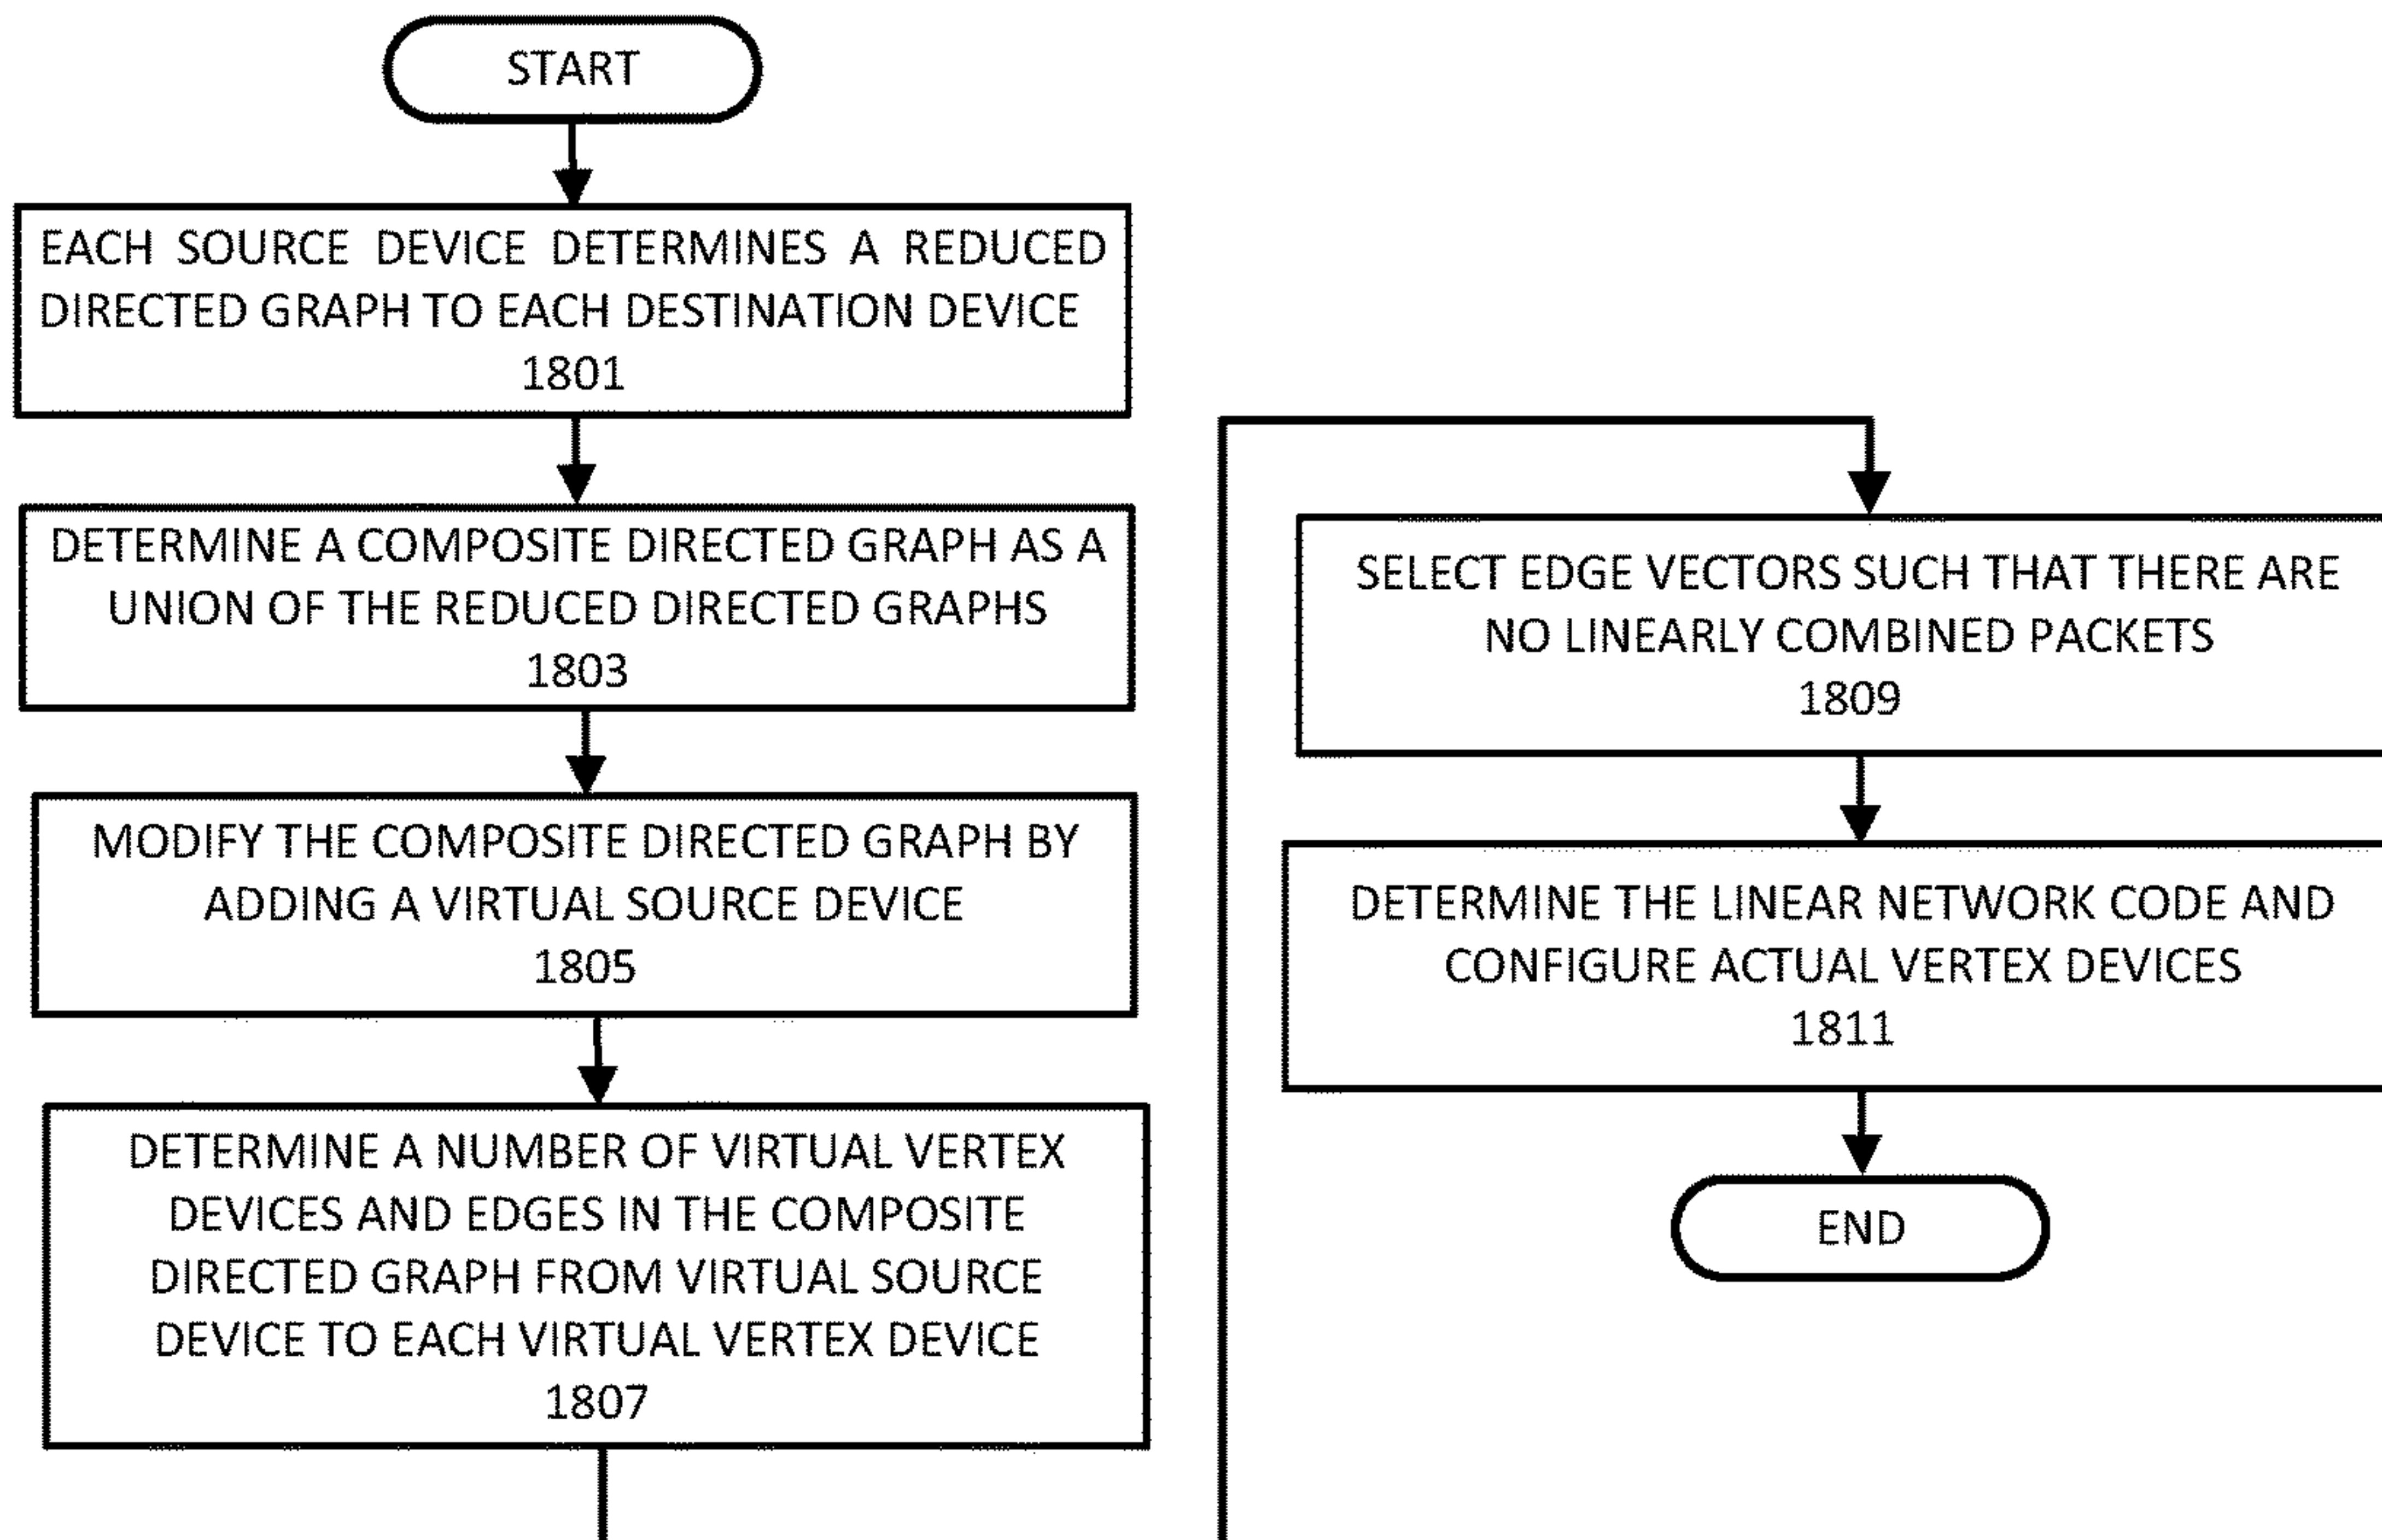 START
EACH SOURCE DEVICE DETERMINES A REDUCED
DIRECTED GRAPH TO EACH DESTINATION DEVICE
1801
DETERMINE A COMPOSITE DIRECTED GRAPH AS A
UNION OF THE REDUCED DIRECTED GRAPHS
1803
MODIFY THE COMPOSITE DIRECTED GRAPH BY
ADDING A VIRTUAL SOURCE DEVICE
1805
DETERMINE A NUMBER OF VIRTUAL VERTEX
DEVICES AND EDGES IN THE COMPOSITE
DIRECTED GRAPH FROM VIRTUAL SOURCE
DEVICE TO EACH VIRTUAL VERTEX DEVICE
1807
SELECT EDGE VECTORS SUCH THAT THERE ARE
NO LINEARLY COMBINED PACKETS
1809
DETERMINE THE LINEAR NETWORK CODE AND
CONFIGURE ACTUAL VERTEX DEVICES
1811
END